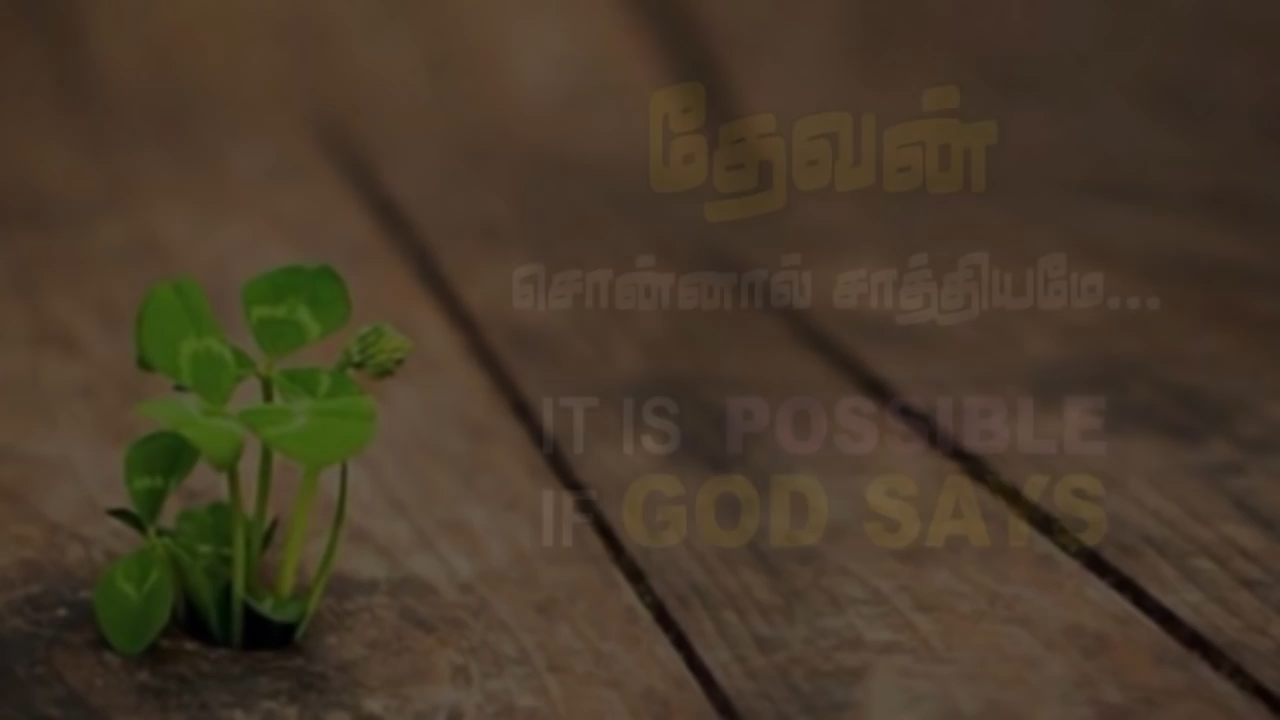 தேவன்
சொன்னால் சாத்தியமே...
IT IS POSSIBLE
IF GOD SAYS